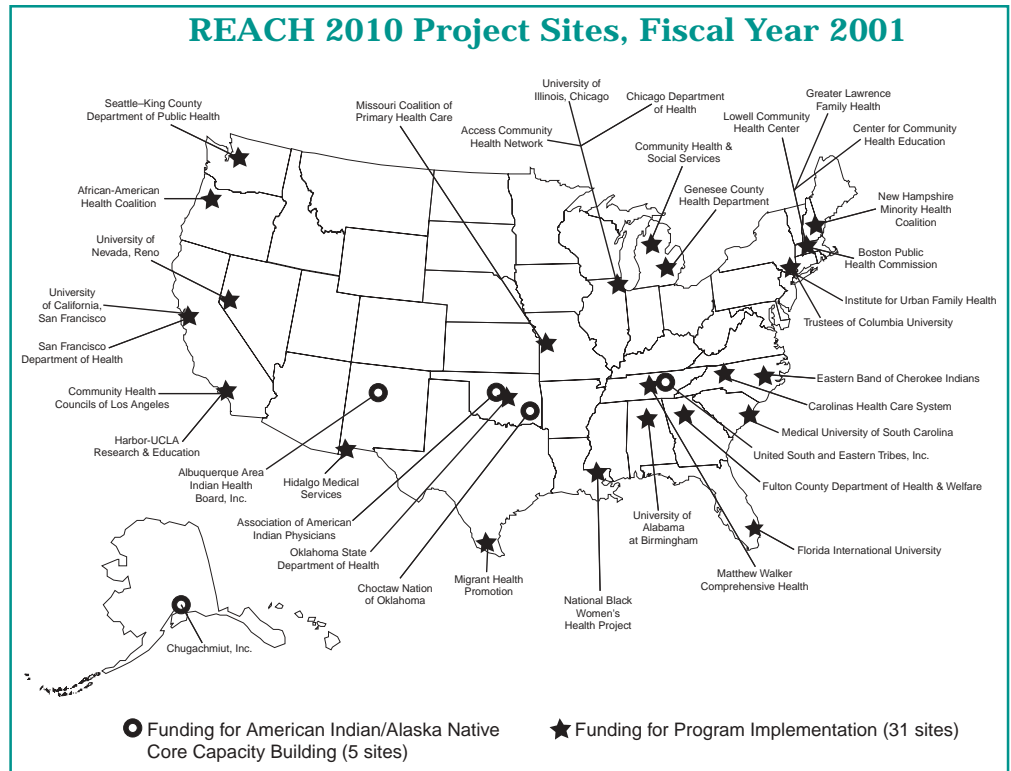 REACH 2010 Project Sites, Fiscal Year 2001
Seattle–King County
Department of Public Health
African-American
Health Coalition
University of
Nevada, Reno
University
of California,
San Francisco
San Francisco
Department of Health
Community Health
Councils of Los Angeles
Harbor-UCLA
Research & Education
Albuquerque Area
Indian Health
Board, Inc.
Hidalgo Medical
Services
Association of American
Indian Physicians
Oklahoma State
Department of Health
Choctaw Nation
of Oklahoma
Migrant Health
Promotion
Missouri Coalition of
Primary Health Care
Access Community
Health Network
University of
Illinois, Chicago
Chicago Department
of Health
Community Health &
Social Services
Genesee County
Health Department
Lowell Community
Health Center
Greater Lawrence
Family Health
Center for Community
Health Education
New Hampshire
Minority Health
Coalition
Boston Public
Health Commission
Institute for Urban Family Health
Trustees of Columbia University
Eastern Band of Cherokee Indians
Carolinas Health Care System
Medical University of South Carolina
United South and Eastern Tribes, Inc.
Fulton County Department of Health & Welfare
University of
Alabama
at Birmingham
Florida International University
Matthew Walker
Comprehensive Health
National Black
Women's
Health Project
Chugachmiut, Inc.
Funding for American Indian/Alaska Native
Core Capacity Building (5 sites)
Funding for Program Implementation (31 sites)